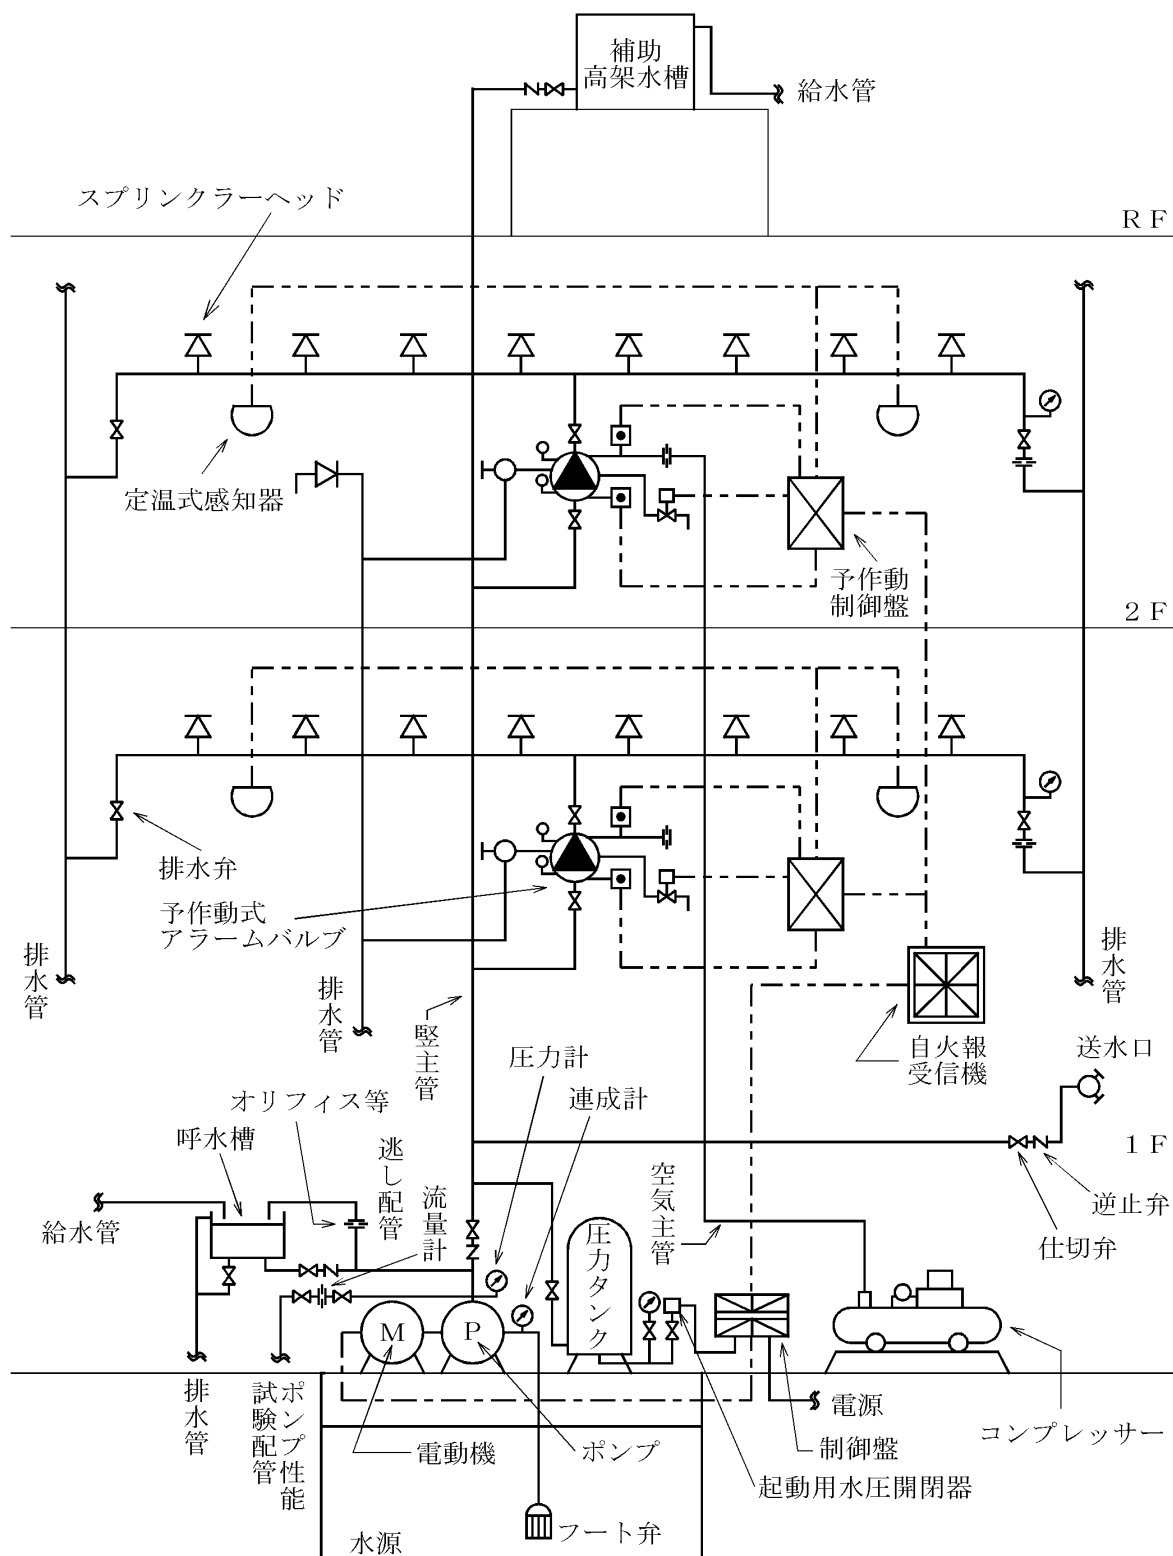 補助
高架水槽
給水管
スプリンクラーヘッド
ＲＦ
定温式感知器
予作動
制御盤
２Ｆ
排水弁
予作動式
アラームバルブ
排水管
排水管
排水管
竪主管
自火報
受信機
送水口
圧力計
連成計
オリフィス等
呼水槽
逃し配管
流量計
空気主管
１Ｆ
逆止弁
仕切弁
給水管
圧力タンク
Ｍ
Ｐ
排水管
ポンプ性能
試験配管
電動機
ポンプ
電源
制御盤
コンプレッサー
起動用水圧開閉器
フート弁
水源